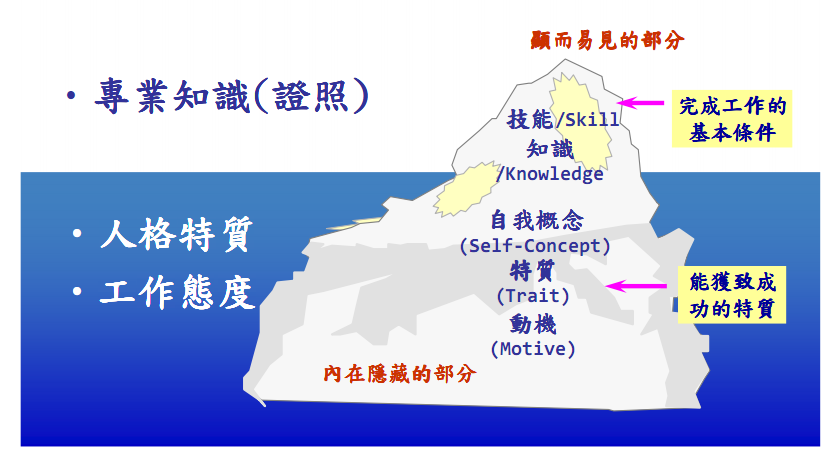 顯而易見的部分
・專業知識(證照)
完成工作的
基本條件
技能/Skill
知識
/Knowledge
・人格特質
・工作態度
自我概念
(Self-Concept)
特質
(Trait)
動機
(Motive)
能獲致成
功的特質
內在隱藏的部分